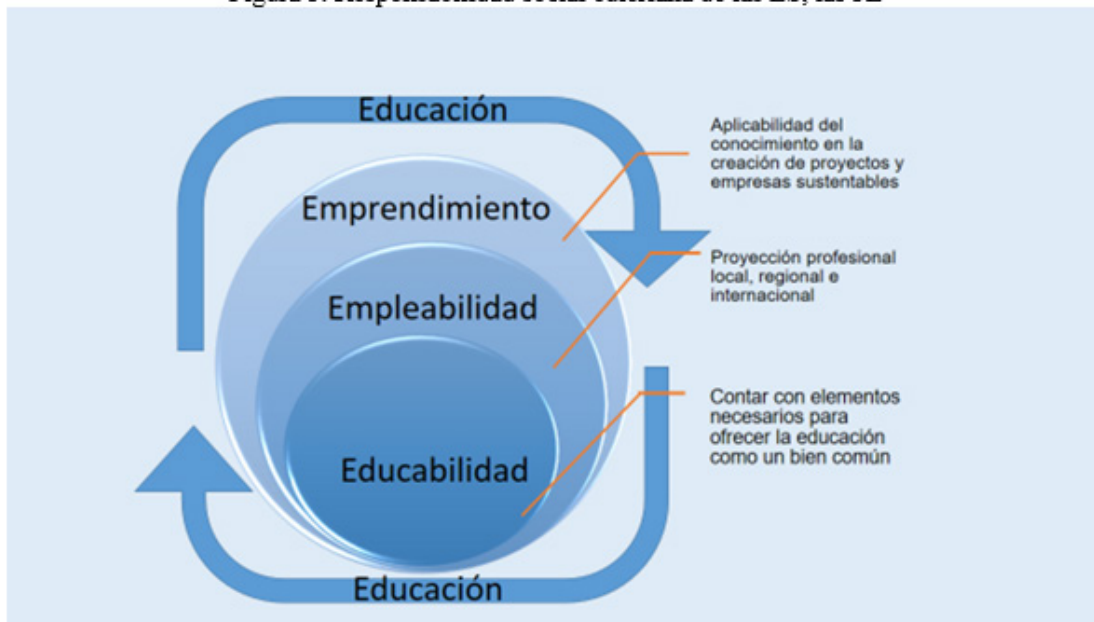 Educación
Emprendimiento
Empleabilidad
Educabilidad
Educación
Aplicabilidad del
conocimiento en la
creación de proyectos y
empresas sustentables
Proyección profesional
local, regional e
internacional
Contar con elementos
necesarios para
ofrecer la educación
como un bien común